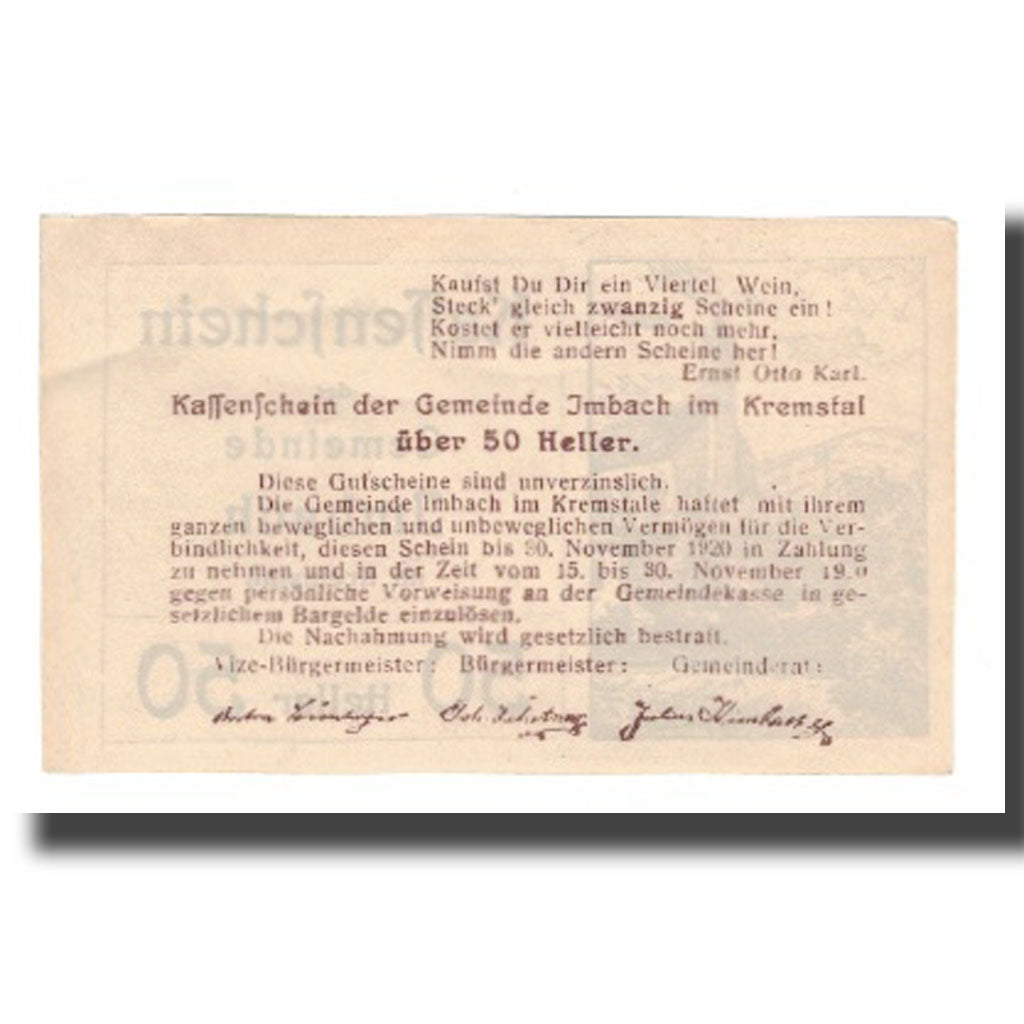 Kaufst Du Dir ein Viertel Wein,
Steck' gleich zwanzig Scheine ein!
Kostet er vielleicht noch mehr,
Nimm die andern Scheine her!
Ernst Otto Karl.
Kassenschein der Gemeinde Imbach im Kremstal
über 50 Heller.
Diese Gutscheine sind unverzinslich.
Die Gemeinde Imbach im Kremstale haftet mit ihrem
ganzen beweglichen und unbeweglichen Vermögen für die Ver-
bindlichkeit, diesen Schein bis 30. November 1920 in Zahlung
zu nehmen und in der Zeit vom 15. bis 30. November 1920
gegen persönliche Vorweisung an der Gemeindekasse in ge-
setzlichem Bargelde einzulösen.
Die Nachahmung wird gesetzlich bestraft.
Vize-Bürgermeister: Bürgermeister: Gemeinderat:
Julius